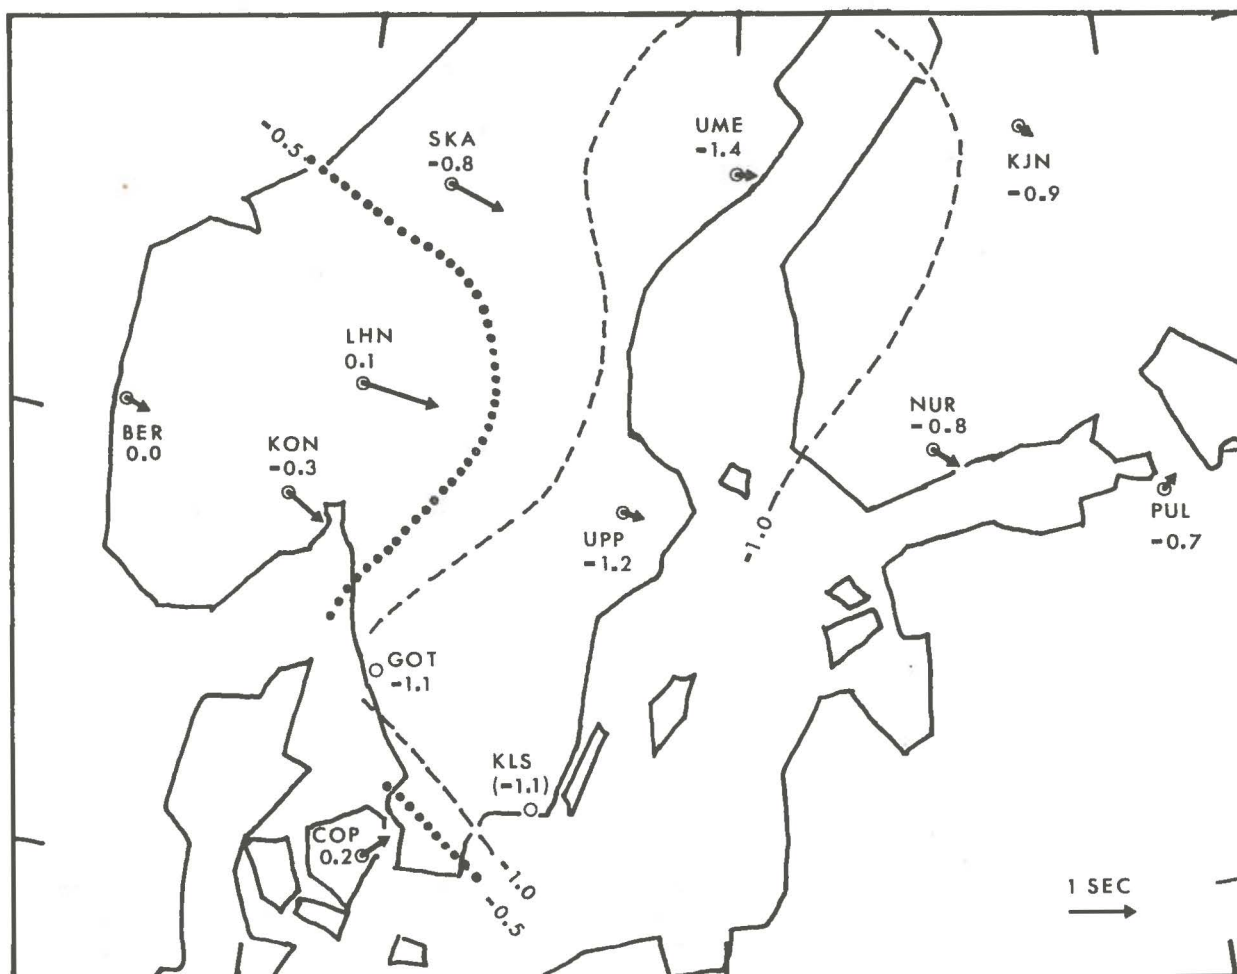 -0.5
SKA
-0.8
UME
-1.4
KJN
-0.9
LHN
0.1
BER
0.0
KON
-0.3
NUR
-0.8
UPP
-1.2
-1.0
PUL
-0.7
GOT
-1.1
KLS
(-1.1)
COP
0.2
-1.0
-0.5
1 SEC